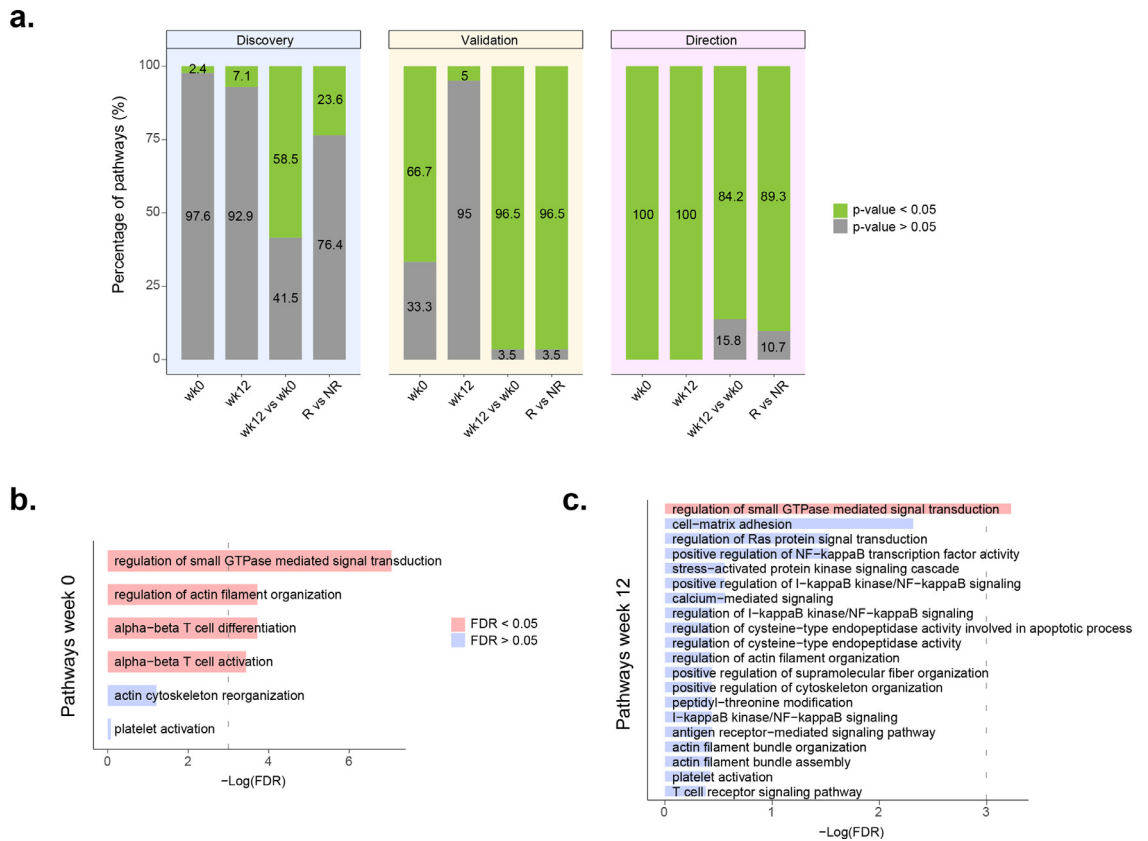 a.
Discovery
Validation
Direction
Percentage of pathways (%)
100
75
50
25
0
2.4
7.1
58.5
23.6
97.6
92.9
41.5
76.4
66.7
5
96.5
96.5
33.3
95
3.5
3.5
100
100
84.2
89.3
15.8
10.7
wk0
wk12
wk12 vs wk0
R vs NR
wk0
wk12
wk12 vs wk0
R vs NR
wk0
wk12
wk12 vs wk0
R vs NR
p-value < 0.05
p-value > 0.05
b.
Pathways week 0
regulation of small GTPase mediated signal transduction
regulation of actin filament organization
alpha−beta T cell differentiation
alpha−beta T cell activation
actin cytoskeleton reorganization
platelet activation
0
2
4
6
−Log(FDR)
FDR < 0.05
FDR > 0.05
c.
Pathways week 12
regulation of small GTPase mediated signal transduction
cell−matrix adhesion
regulation of Ras protein signal transduction
positive regulation of NF−kappaB transcription factor activity
stress−activated protein kinase signaling cascade
positive regulation of I−kappaB kinase/NF−kappaB signaling
calcium−mediated signaling
regulation of I−kappaB kinase/NF−kappaB signaling
regulation of cysteine−type endopeptidase activity involved in apoptotic process
regulation of cysteine−type endopeptidase activity
regulation of actin filament organization
positive regulation of supramolecular fiber organization
positive regulation of cytoskeleton organization
peptidyl−threonine modification
I−kappaB kinase/NF−kappaB signaling
antigen receptor−mediated signaling pathway
actin filament bundle organization
actin filament bundle assembly
platelet activation
T cell receptor signaling pathway
0
1
2
3
−Log(FDR)